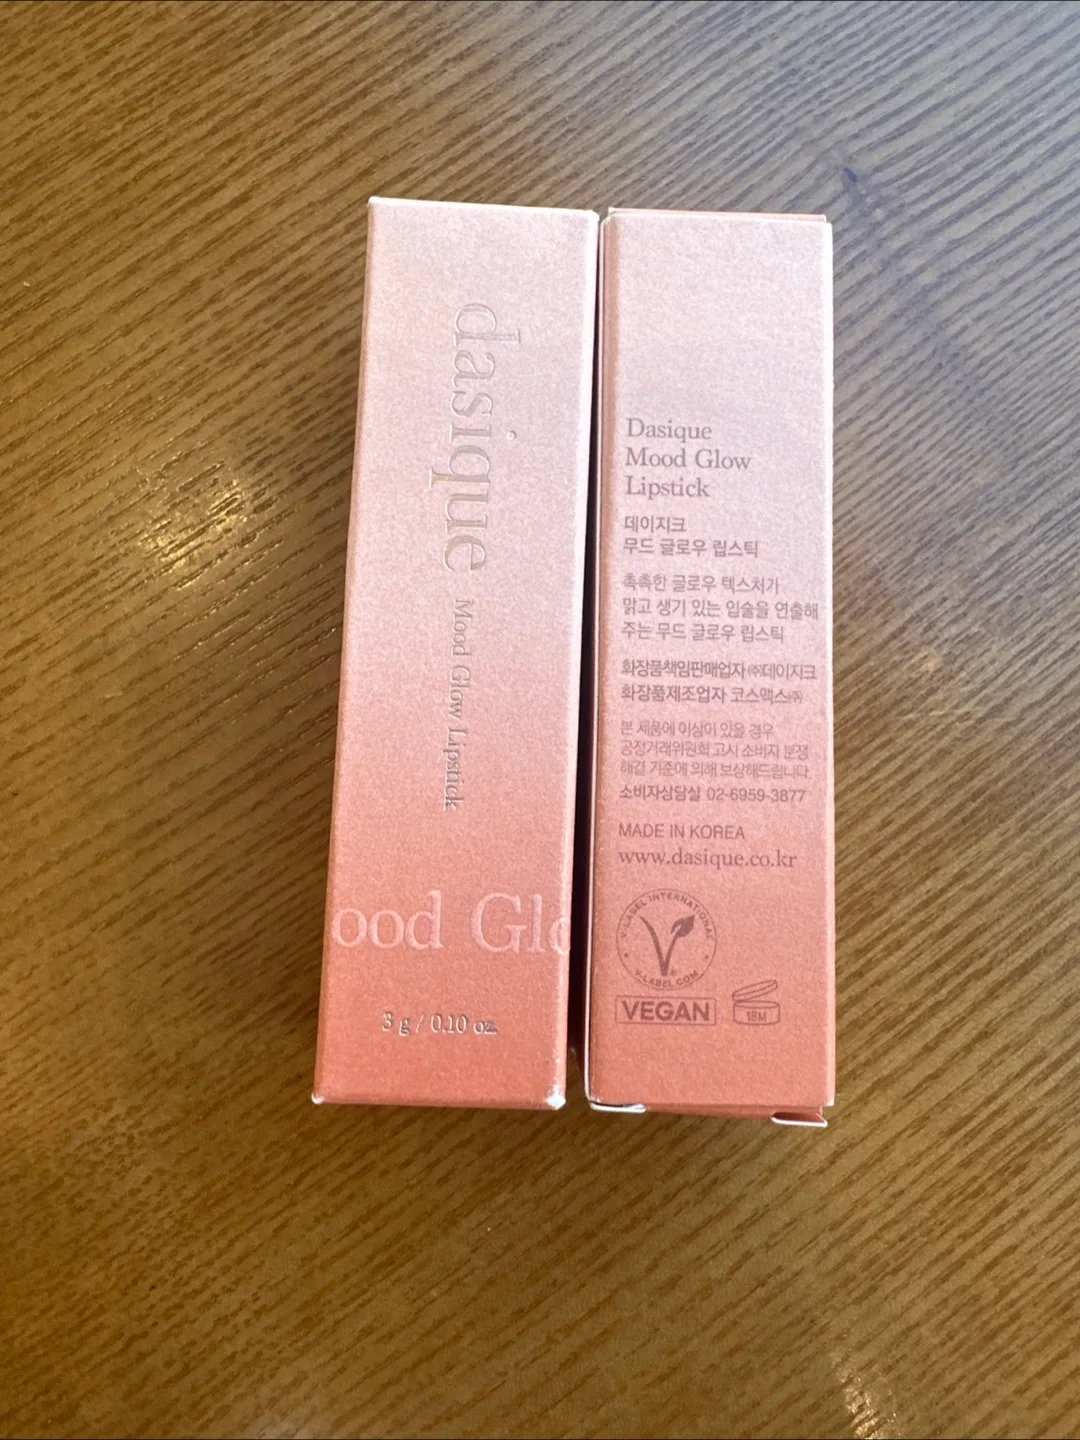 dasique Mood Glow Lipstick
ood Glo
3 g / 0.10 oz.
Dasique
Mood Glow
Lipstick
데이지크
무드 글로우 립스틱
촉촉한 글로우 텍스처가
맑고 생기 있는 입술을 연출해
주는 무드 글로우 립스틱
화장품책임판매업자 ㈜데이지크
화장품제조업자 코스맥스㈜
본 제품에 이상이 있을 경우
공정거래위원회 고시 소비자 분쟁
해결 기준에 의해 보상해드립니다.
소비자상담실 02-6959-3877
MADE IN KOREA
www.dasique.co.kr
V-LABEL INTERNATIONAL
V-LABEL.COM
VEGAN
18M